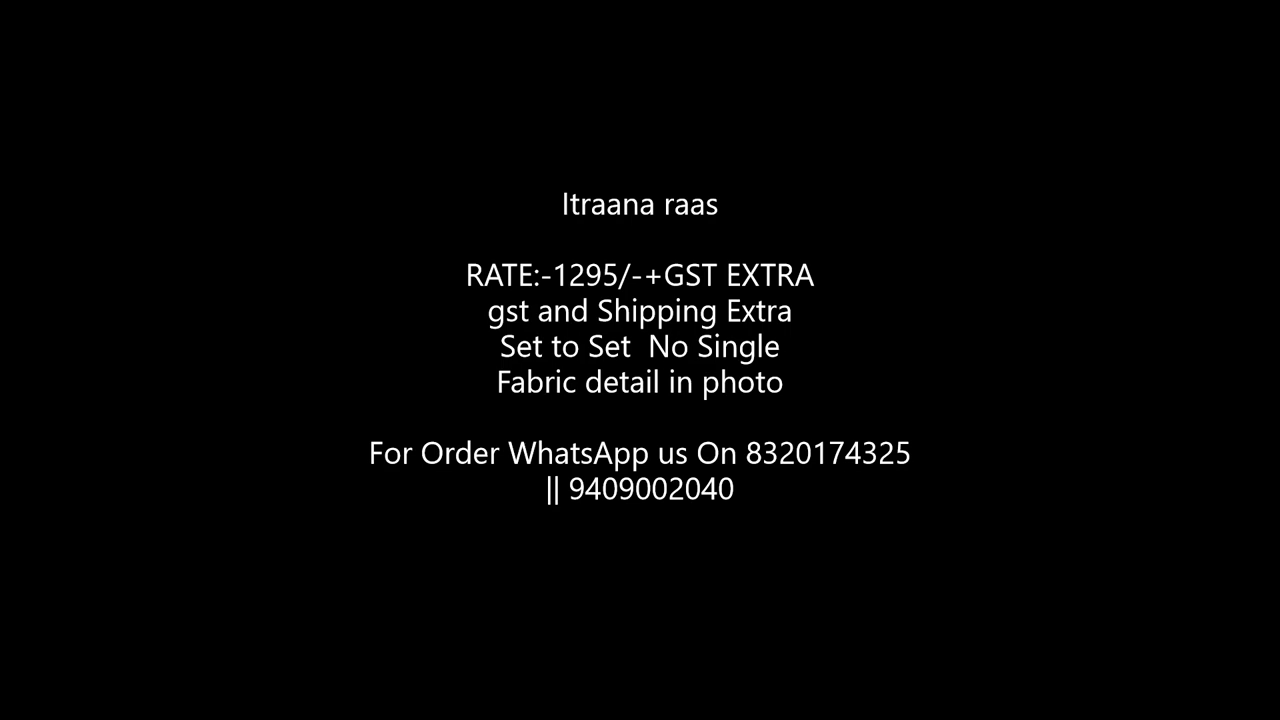 Itraana raas
RATE:-1295/-+GST EXTRA
gst and Shipping Extra
Set to Set  No Single
Fabric detail in photo
For Order WhatsApp us On 8320174325
|| 9409002040